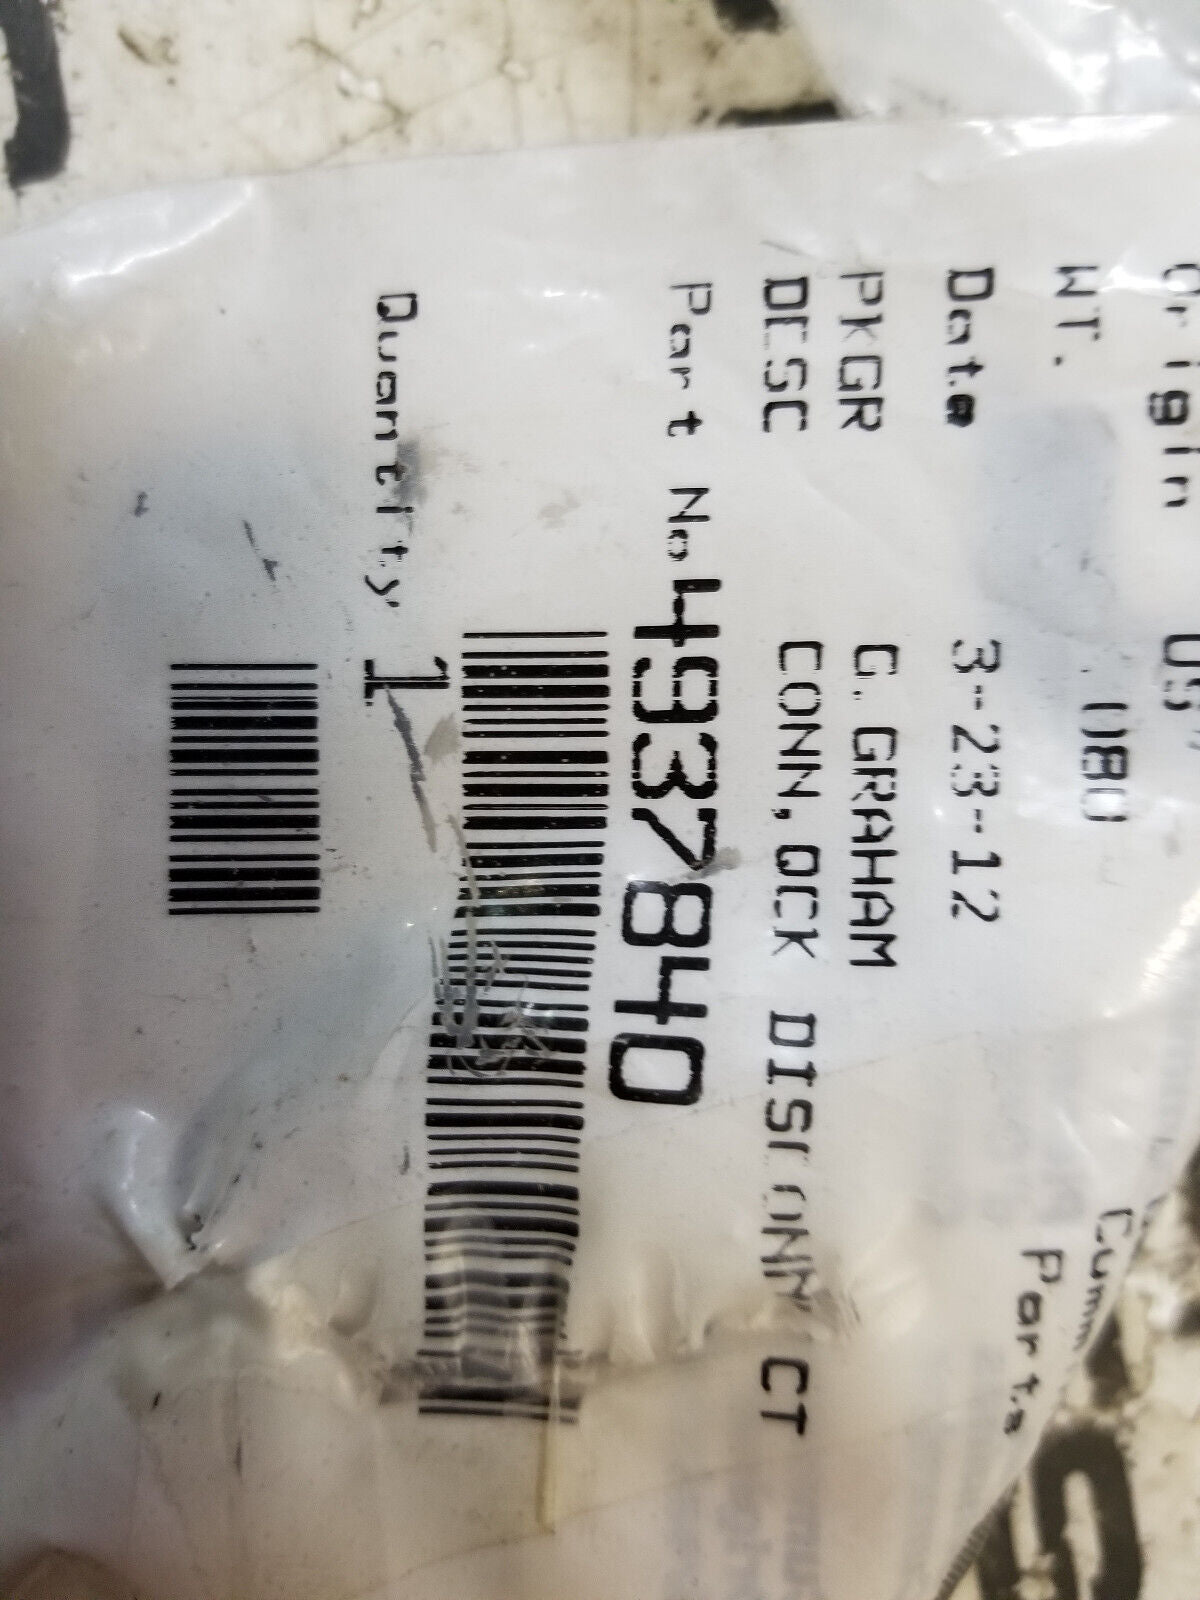 Origin US
WT. .080
Date 3-23-12
PKGR G. GRAHAM
DESC CONN, QCK DISCONNECT
Part No. 4937840
Quantity 1
Parts